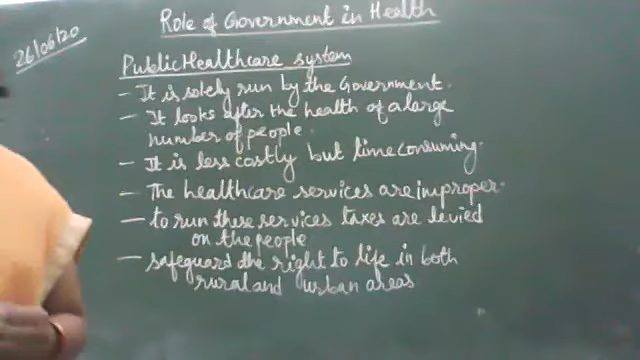 Role of Government in Health
26/06/20
Public Healthcare system
- It is solely run by the Government.
- It looks after the health of a large
number of people.
- It is less costly but time consuming.
- The healthcare services are improper.
- to run these services taxes are levied
on the people
- safeguard the right to life in both
rural and urban areas